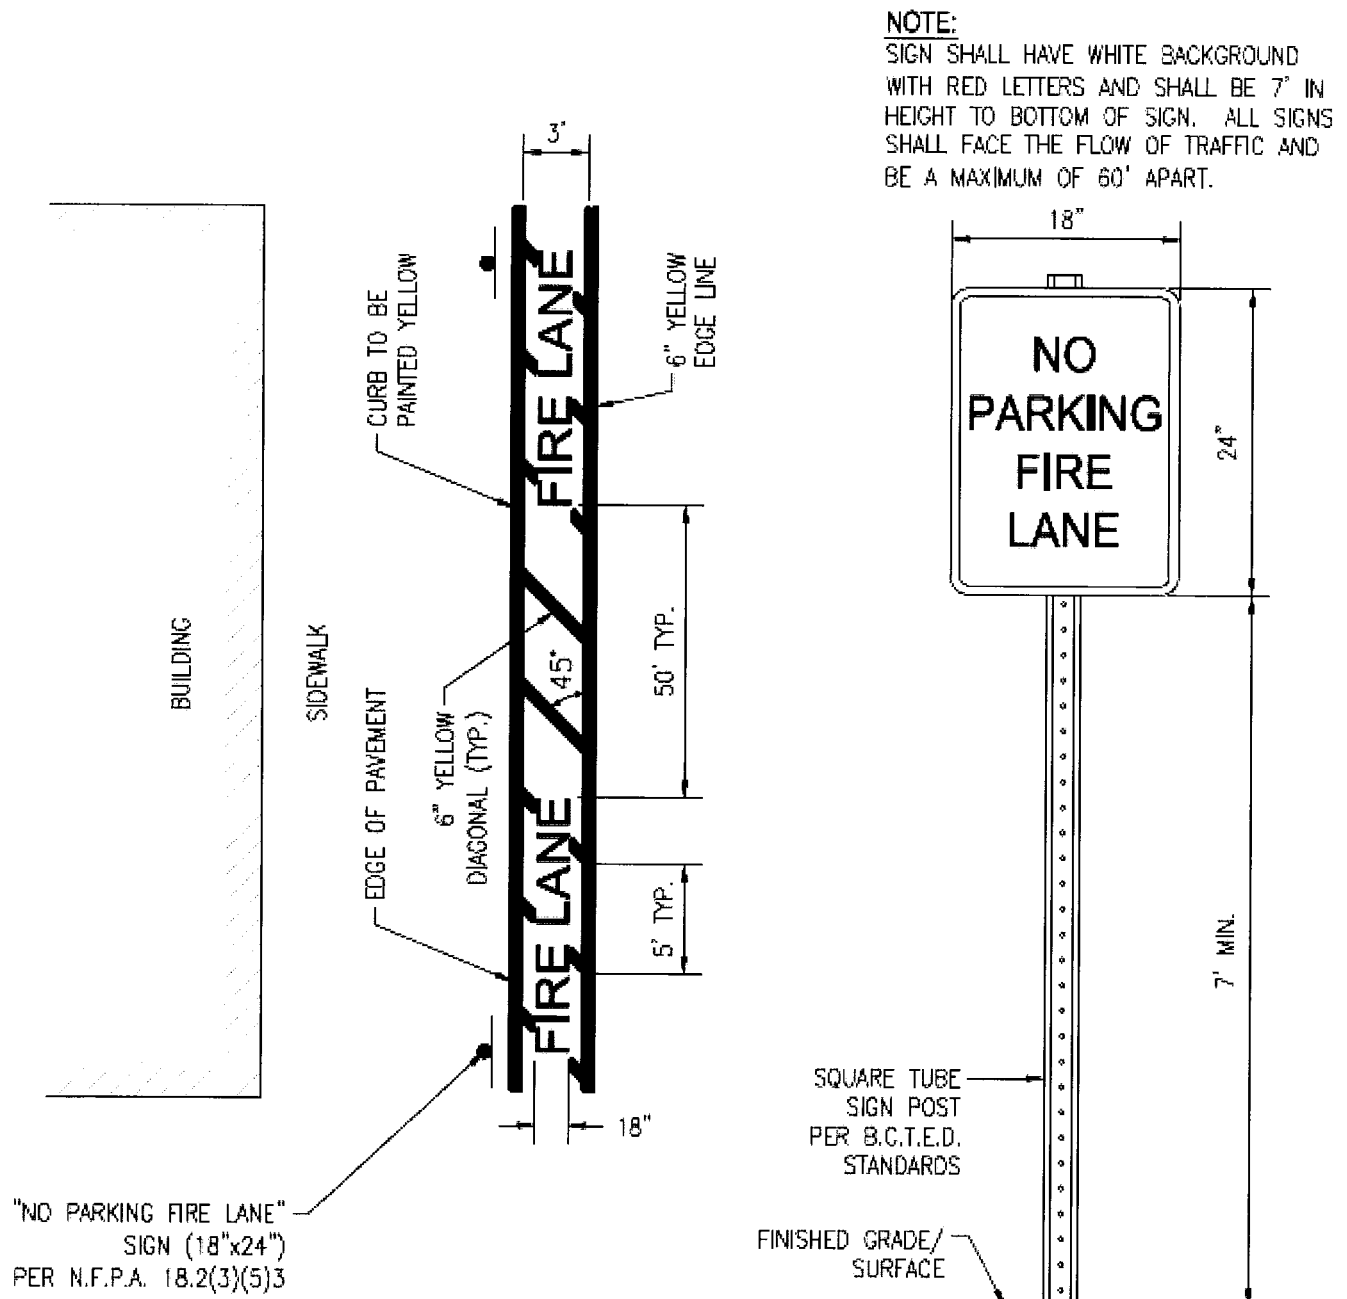 NOTE:
SIGN SHALL HAVE WHITE BACKGROUND
WITH RED LETTERS AND SHALL BE 7' IN
HEIGHT TO BOTTOM OF SIGN. ALL SIGNS
SHALL FACE THE FLOW OF TRAFFIC AND
BE A MAXIMUM OF 60' APART.
3'
18"
NO
PARKING
FIRE
LANE
24"
7' MIN.
SQUARE TUBE
SIGN POST
PER B.C.T.E.D.
STANDARDS
FINISHED GRADE/
SURFACE
BUILDING
SIDEWALK
CURB TO BE
PAINTED YELLOW
EDGE OF PAVEMENT
6" YELLOW
DIAGONAL (TYP.)
FIRE LANE
45°
FIRE LANE
6" YELLOW
EDGE LINE
50' TYP.
5' TYP.
18"
"NO PARKING FIRE LANE"
SIGN (18"x24")
PER N.F.P.A. 18.2(3)(5)3